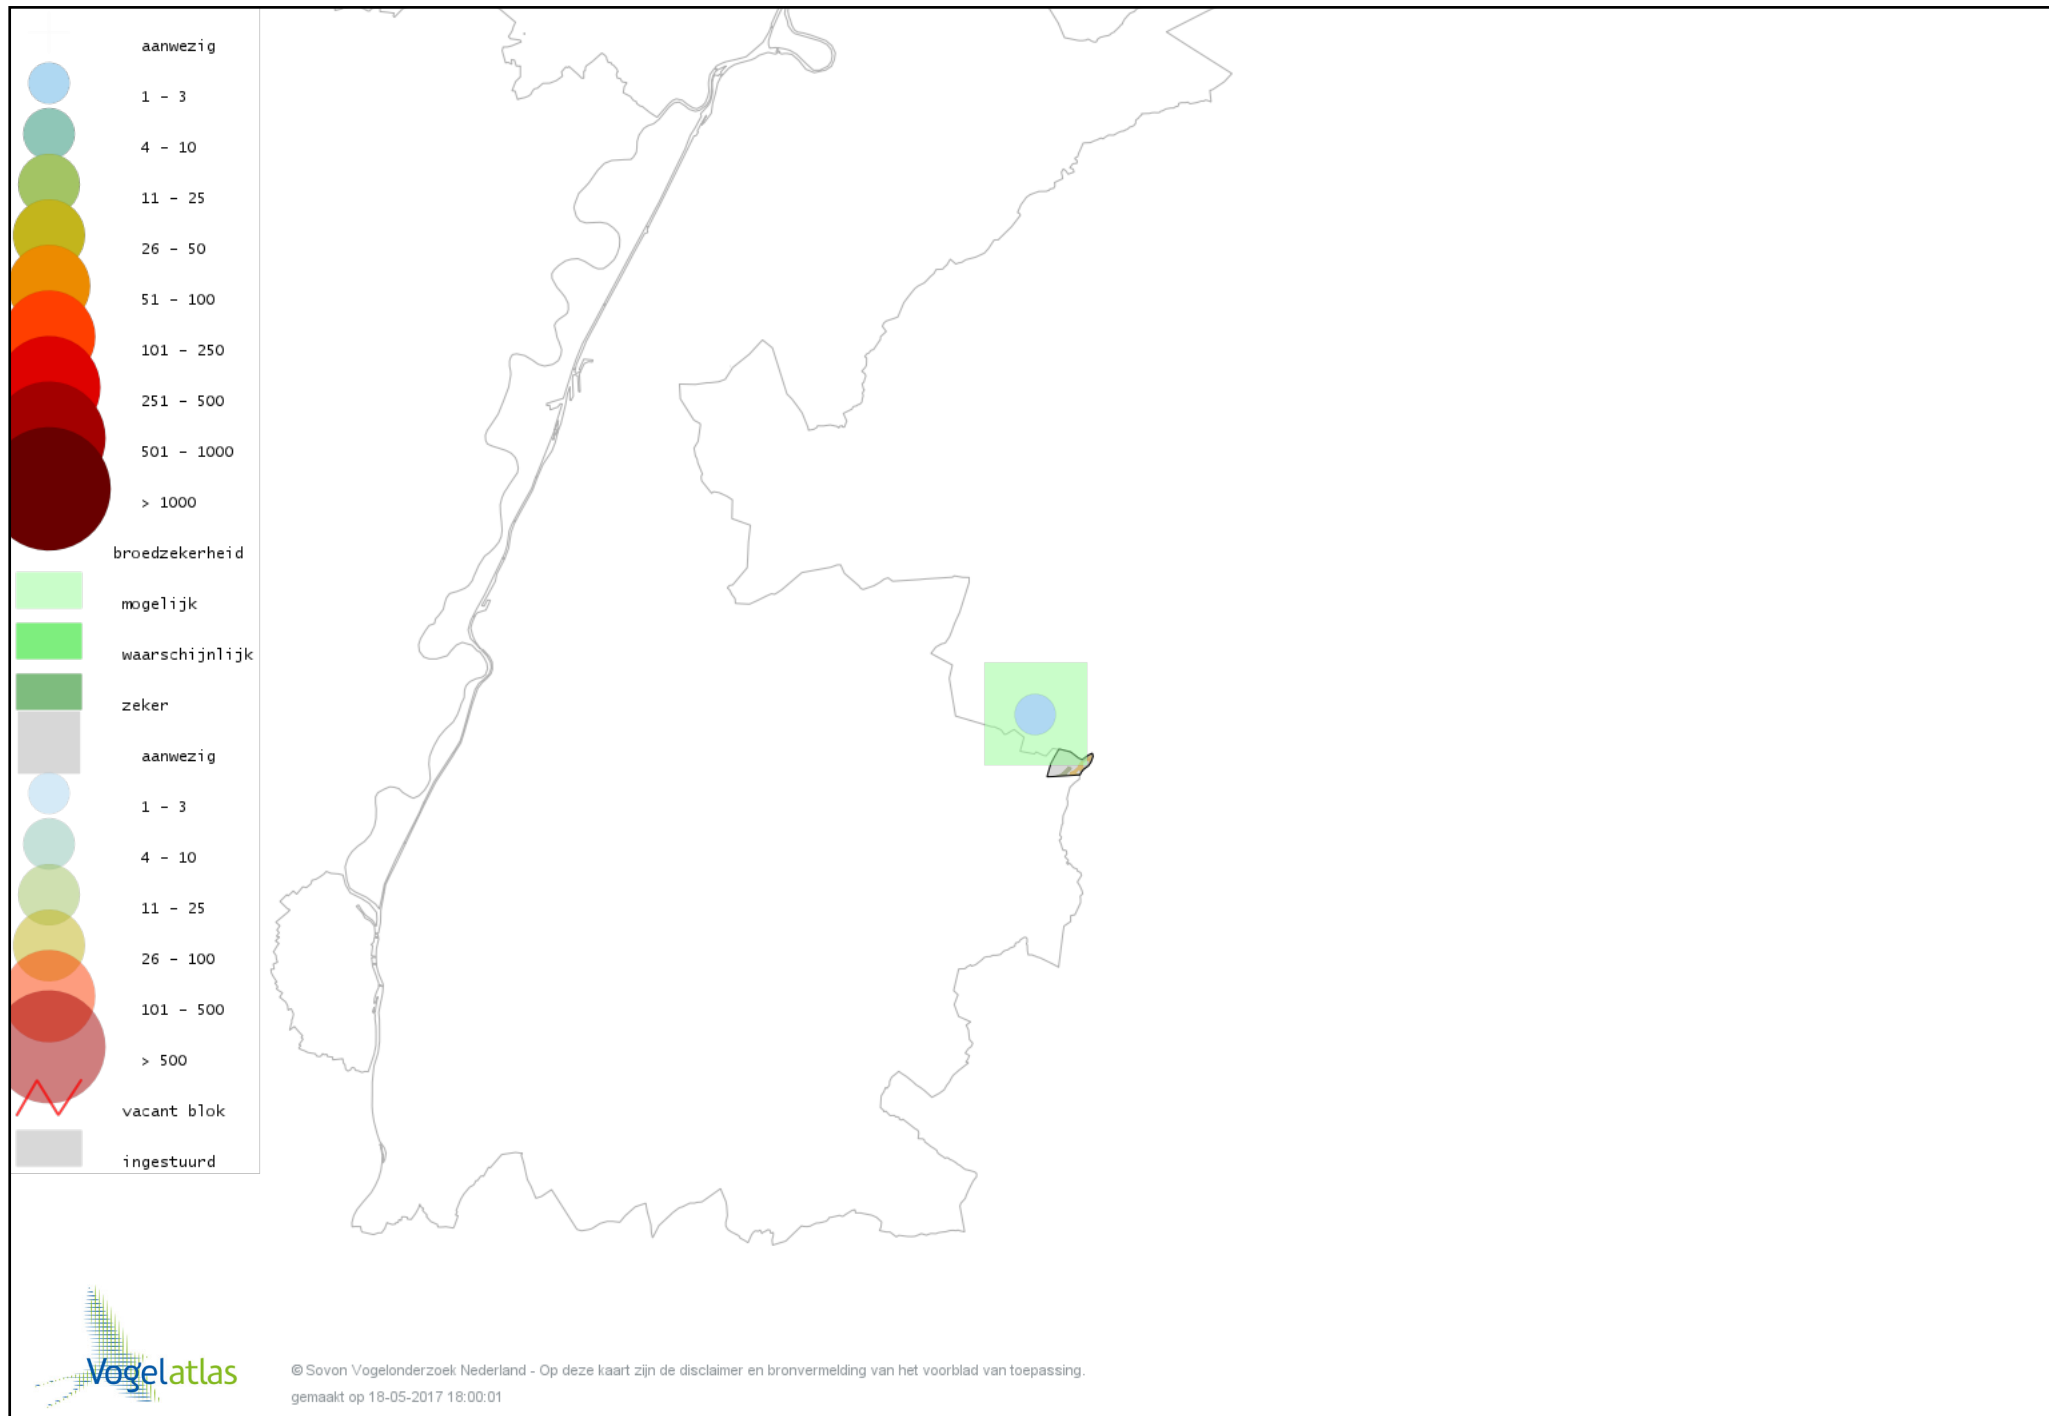 aanwezig
1 - 3
4 - 10
11 - 25
26 - 50
51 - 100
101 - 250
251 - 500
501 - 1000
> 1000
broedzekerheid
mogelijk
waarschijnlijk
zeker
aanwezig
1 - 3
4 - 10
11 - 25
26 - 100
101 - 500
> 500
vacant blok
ingestuurd
Vogelatlas
© Sovon Vogelonderzoek Nederland - Op deze kaart zijn de disclaimer en bronvermelding van het voorblad van toepassing.
gemaakt op 18-05-2017 18:00:01